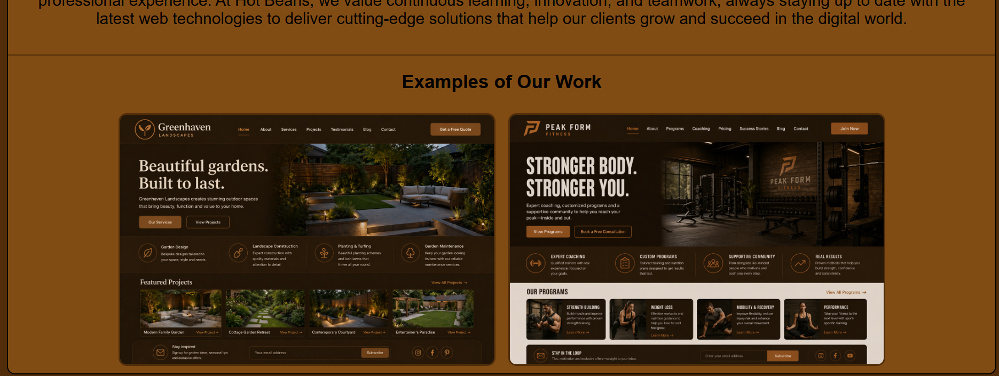 professional experience. At Hot Beans, we value continuous learning, innovation, and teamwork, always staying up to date with the
latest web technologies to deliver cutting-edge solutions that help our clients grow and succeed in the digital world.
Examples of Our Work
Greenhaven
LANDSCAPES
Home About Services Projects Testimonials Blog Contact
Get a Free Quote
Beautiful gardens.
Built to last.
Greenhaven Landscapes creates stunning outdoor spaces
that bring beauty, function and value to your home.
Our Services View Projects
Garden Design
Bespoke designs tailored to
your space, style and needs.
Landscape Construction
Expert construction with
quality materials and
attention to detail.
Planting & Turfing
Beautiful planting schemes
and lush lawns that
thrive all year round.
Garden Maintenance
Keep your garden looking
its best with our reliable
maintenance services.
Featured Projects
View All Projects →
Modern Family Garden View Project →
Cottage Garden Retreat View Project →
Contemporary Courtyard View Project →
Entertainer's Paradise View Project →
Stay Inspired
Sign up for garden ideas, seasonal tips
and exclusive offers.
Your email address
Subscribe
PEAK FORM
FITNESS
Home About Programs Coaching Pricing Success Stories Blog Contact
Join Now
STRONGER BODY.
STRONGER YOU.
Expert coaching, customized programs and a
supportive community to help you reach your
peak—inside and out.
View Programs Book a Free Consultation
PEAK FORM
FITNESS
EXPERT COACHING
Qualified trainers with real
experience, focused on
your goals.
CUSTOM PROGRAMS
Tailored training and nutrition
plans designed to get results
that last.
SUPPORTIVE COMMUNITY
Train alongside like-minded
people who motivate and
push you every step.
REAL RESULTS
Proven methods that help you
build strength, confidence
and consistency.
OUR PROGRAMS
View All Programs →
STRENGTH BUILDING
Build muscle and improve
performance with proven
strength training.
Learn More →
WEIGHT LOSS
Effective workouts and
nutrition guidance to
help you lose fat and
feel great.
Learn More →
MOBILITY & RECOVERY
Improve flexibility, reduce
injury risk and enhance
your overall movement.
Learn More →
PERFORMANCE
Take your fitness to the
next level with sport-
specific training.
Learn More →
STAY IN THE LOOP
Tips, motivation and exclusive offers—straight to your inbox.
Enter your email address
Subscribe